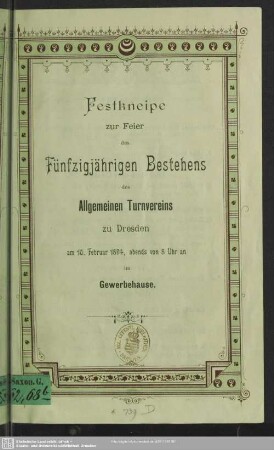 Festkneipe
zur Feier
des
Fünfzigjährigen Bestehens
des
Allgemeinen Turnvereins
zu Dresden
am 10. Februar 1894, abends von 8 Uhr an
im
Gewerbehause.